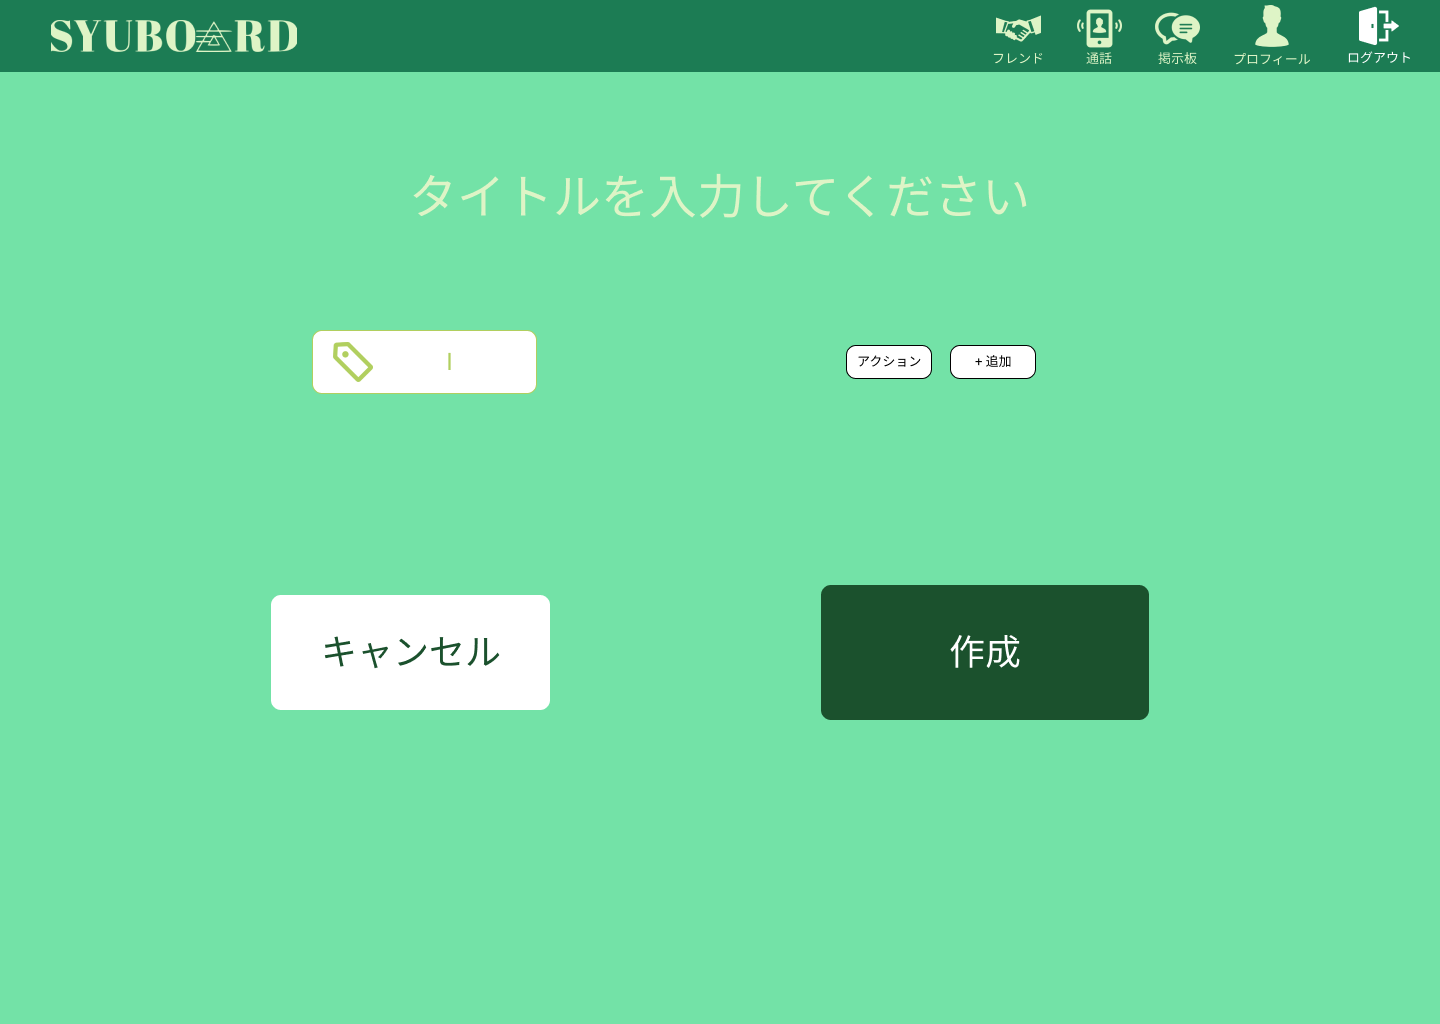 SYUBOARD
フレンド
通話
掲示板
プロフィール
ログアウト
タイトルを入力してください
アクション
+ 追加
キャンセル
作成